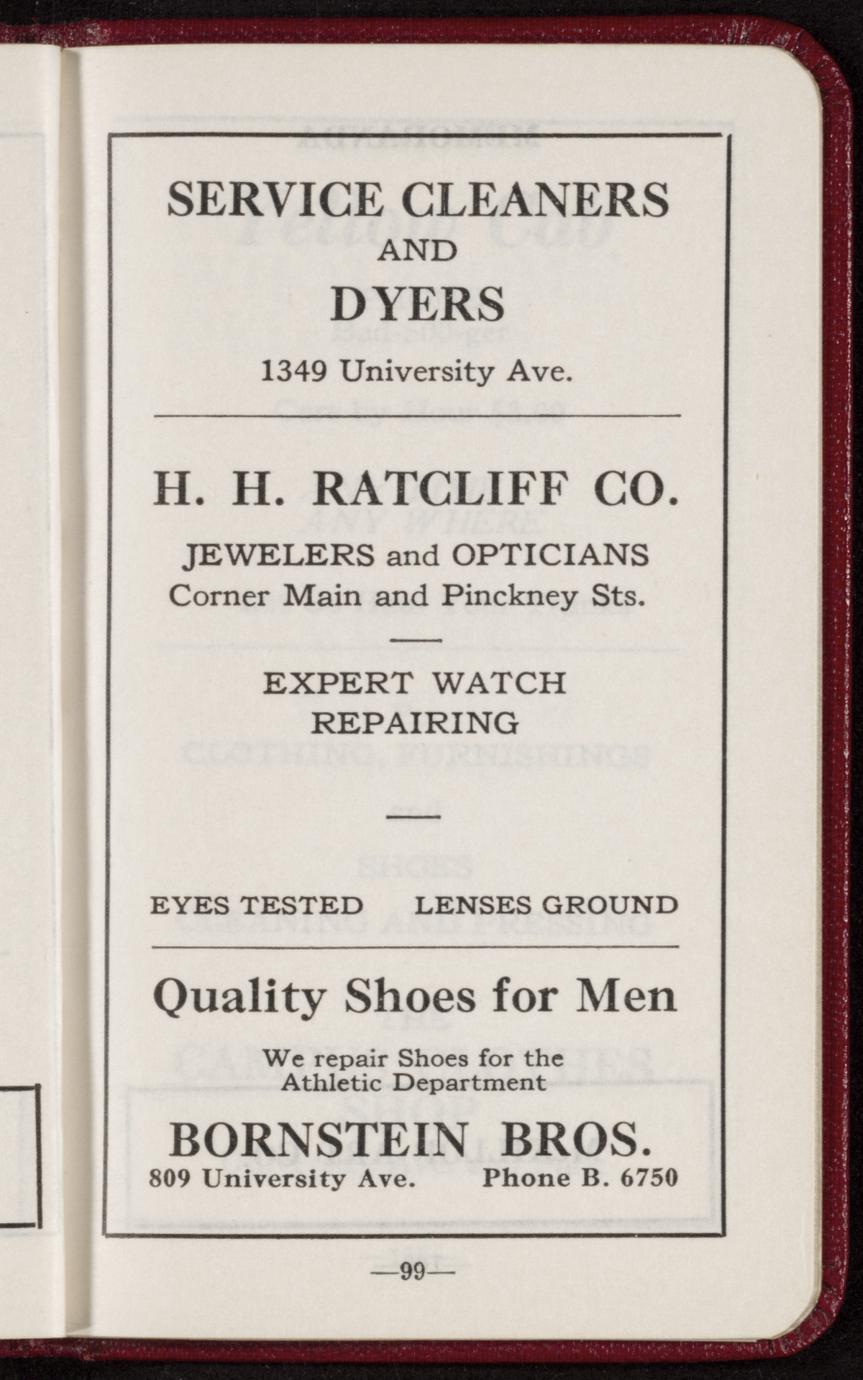 SERVICE CLEANERS
AND
DYERS
1349 University Ave.
H. H. RATCLIFF CO.
JEWELERS and OPTICIANS
Corner Main and Pinckney Sts.
EXPERT WATCH
REPAIRING
EYES TESTED LENSES GROUND
Quality Shoes for Men
We repair Shoes for the
Athletic Department
BORNSTEIN BROS.
809 University Ave. Phone B. 6750
—99—